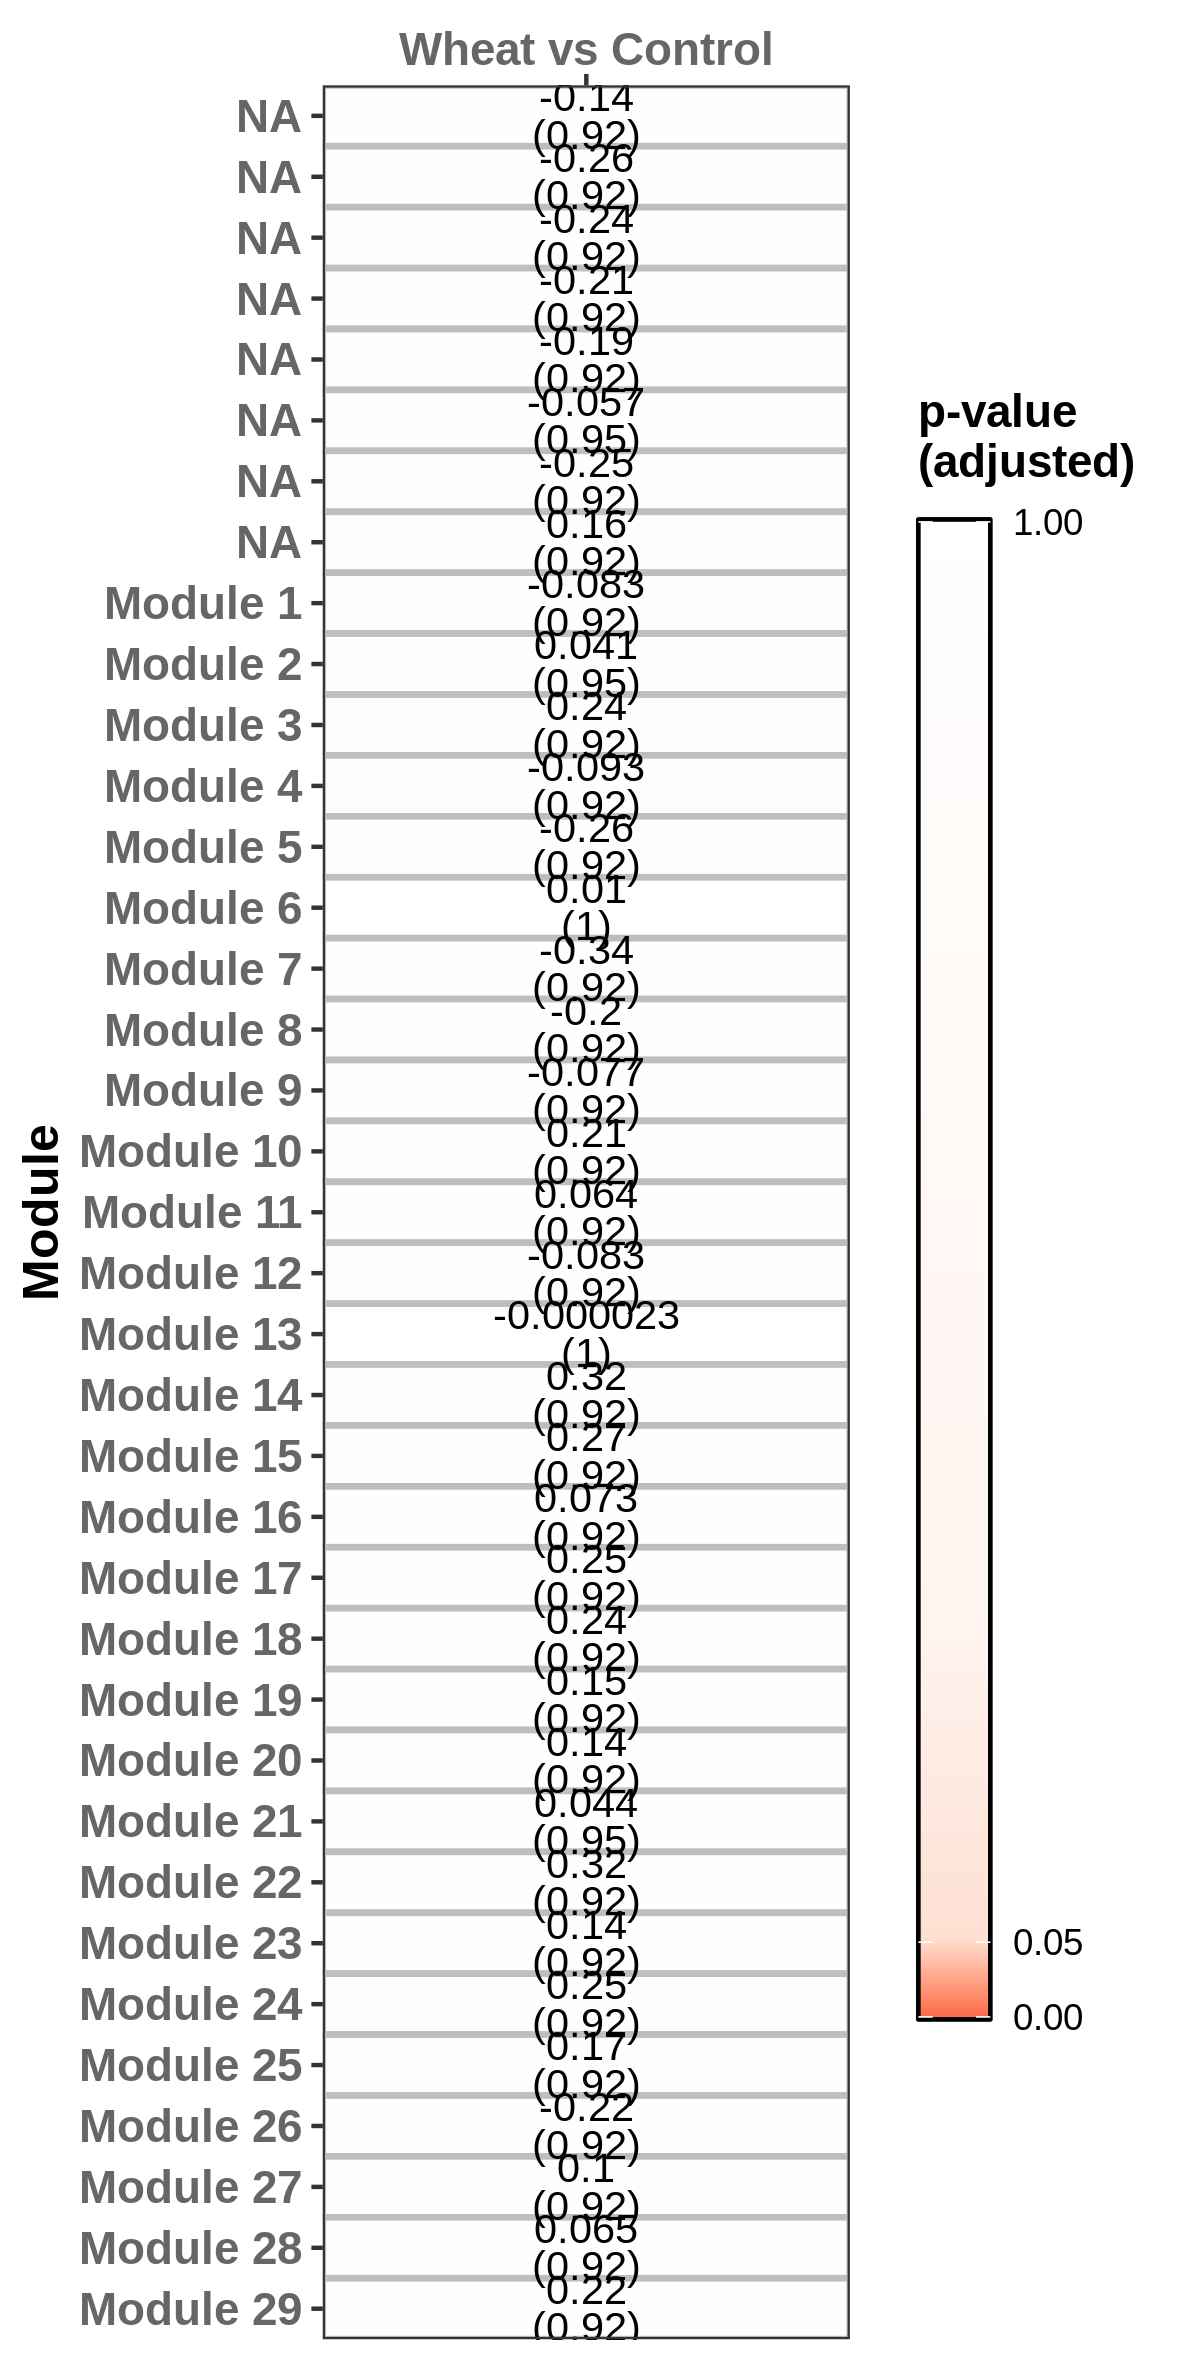 Wheat vs Control
NA
-0.14
(0.92)
NA
-0.26
(0.92)
NA
-0.24
(0.92)
NA
-0.21
(0.92)
NA
-0.19
(0.92)
NA
-0.057
(0.95)
NA
-0.25
(0.92)
NA
0.16
(0.92)
Module 1
-0.083
(0.92)
Module 2
0.041
(0.95)
Module 3
0.24
(0.92)
Module 4
-0.093
(0.92)
Module 5
-0.26
(0.92)
Module 6
0.01
(1)
Module 7
-0.34
(0.92)
Module 8
-0.2
(0.92)
Module 9
-0.077
(0.92)
Module 10
0.21
(0.92)
Module 11
0.064
(0.92)
Module 12
-0.083
(0.92)
Module 13
-0.000023
(1)
Module 14
0.32
(0.92)
Module 15
0.27
(0.92)
Module 16
0.073
(0.92)
Module 17
0.25
(0.92)
Module 18
0.24
(0.92)
Module 19
0.15
(0.92)
Module 20
0.14
(0.92)
Module 21
0.044
(0.95)
Module 22
0.32
(0.92)
Module 23
0.14
(0.92)
Module 24
0.25
(0.92)
Module 25
0.17
(0.92)
Module 26
-0.22
(0.92)
Module 27
0.1
(0.92)
Module 28
0.065
(0.92)
Module 29
0.22
(0.92)
Module
p-value
(adjusted)
1.00
0.05
0.00